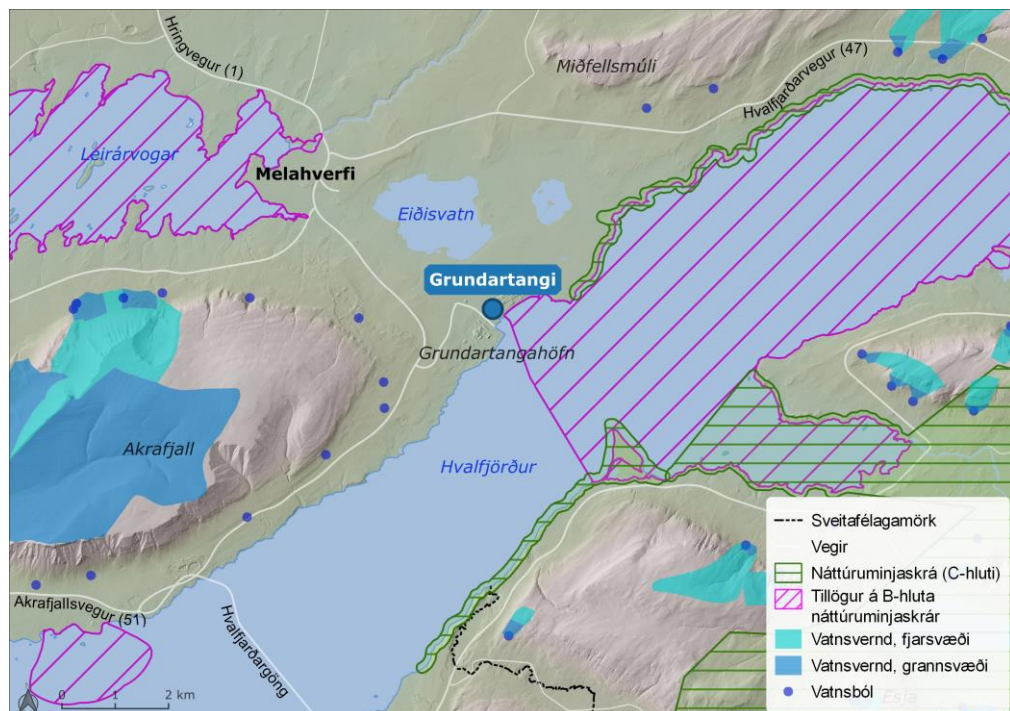 Hringvegur (1)
Miðfellsmúli
Hvalfjarðarvegur (47)
Leirárvogar
Melahverfi
Eiðisvatn
Grundartangi
Grundartangahöfn
Akrafjall
Hvalfjörður
Akrafjallsvegur (51)
Hvalfjarðargöng
0 1 2 km
Sveitafélagamörk
Vegir
Náttúruminjaskrá (C-hluti)
Tillögur á B-hluta
náttúruminjaskrár
Vatnsvernd, fjarsvæði
Vatnsvernd, grannsvæði
Vatnsból
Esja